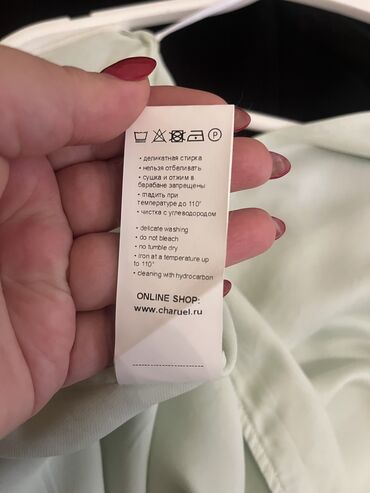 P
• деликатная стирка
• нельзя отбеливать
• сушка и отжим в
барабане запрещены
• гладить при
температуре до 110°
• чистка с углеводородом
• delicate washing
• do not bleach
• no tumble dry
• iron at a temperature up
to 110°
• cleaning with hydrocarbon
ONLINE SHOP:
www.charuel.ru